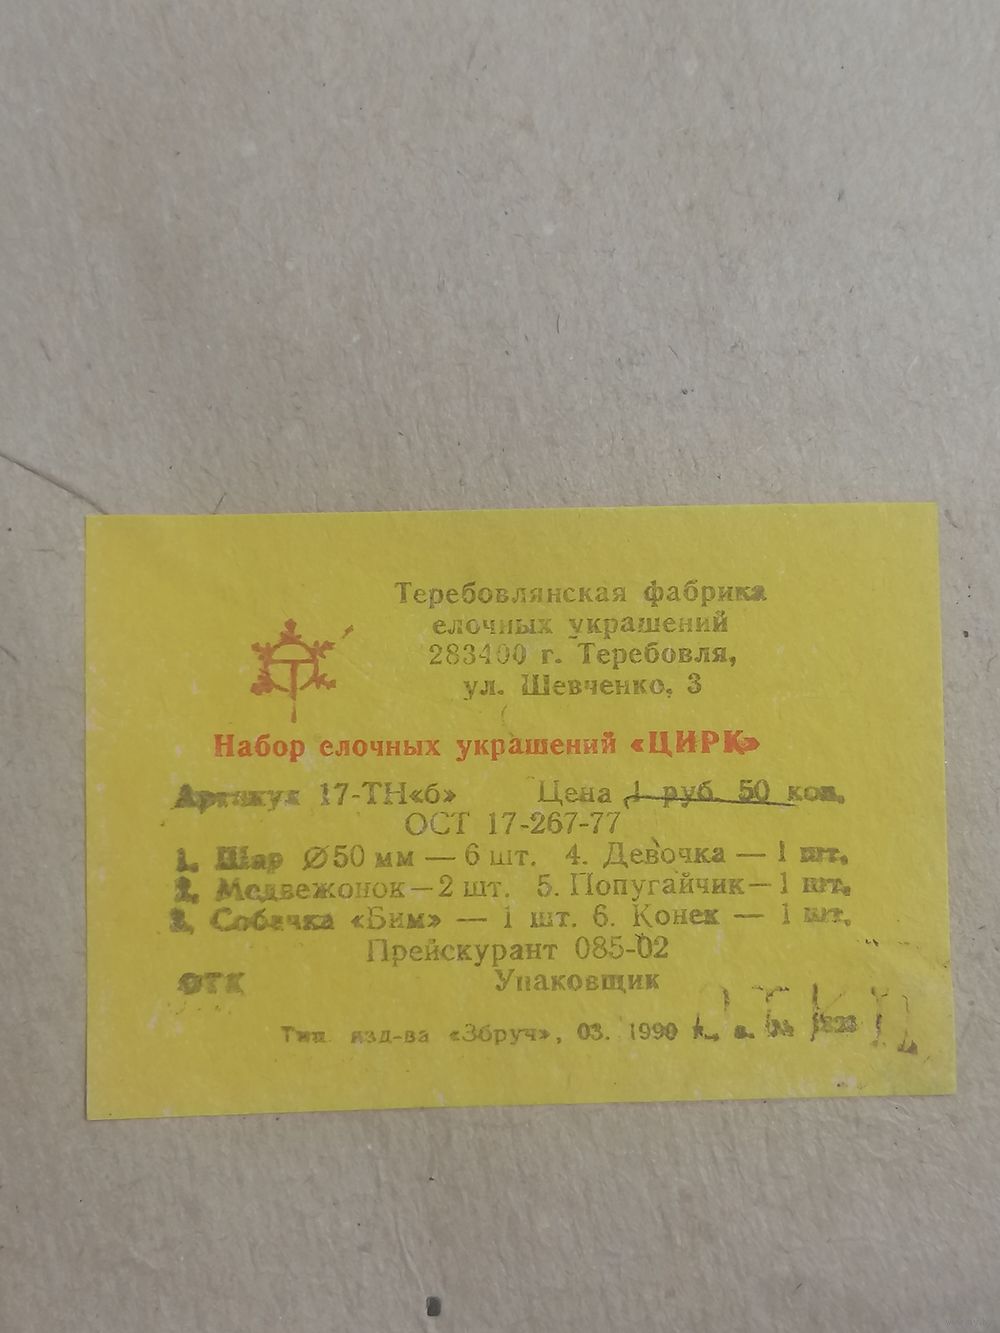 Теребовлянская фабрика
елочных украшений
283400 г. Теребовля,
ул. Шевченко, 3
Набор елочных украшений «ЦИРК»
Артикул 17-ТН«б» Цена 1 руб 50 коп.
ОСТ 17-267-77
1. Шар Ø50 мм — 6 шт. 4. Девочка — 1 шт.
2. Медвежонок — 2 шт. 5. Попугайчик — 1 шт.
3. Собачка «Бим» — 1 шт. 6. Конек — 1 шт.
Прейскурант 085-02
ОТК Упаковщик
Тип. изд-ва «Збруч», 03. 1990 г., з. №
ОТК